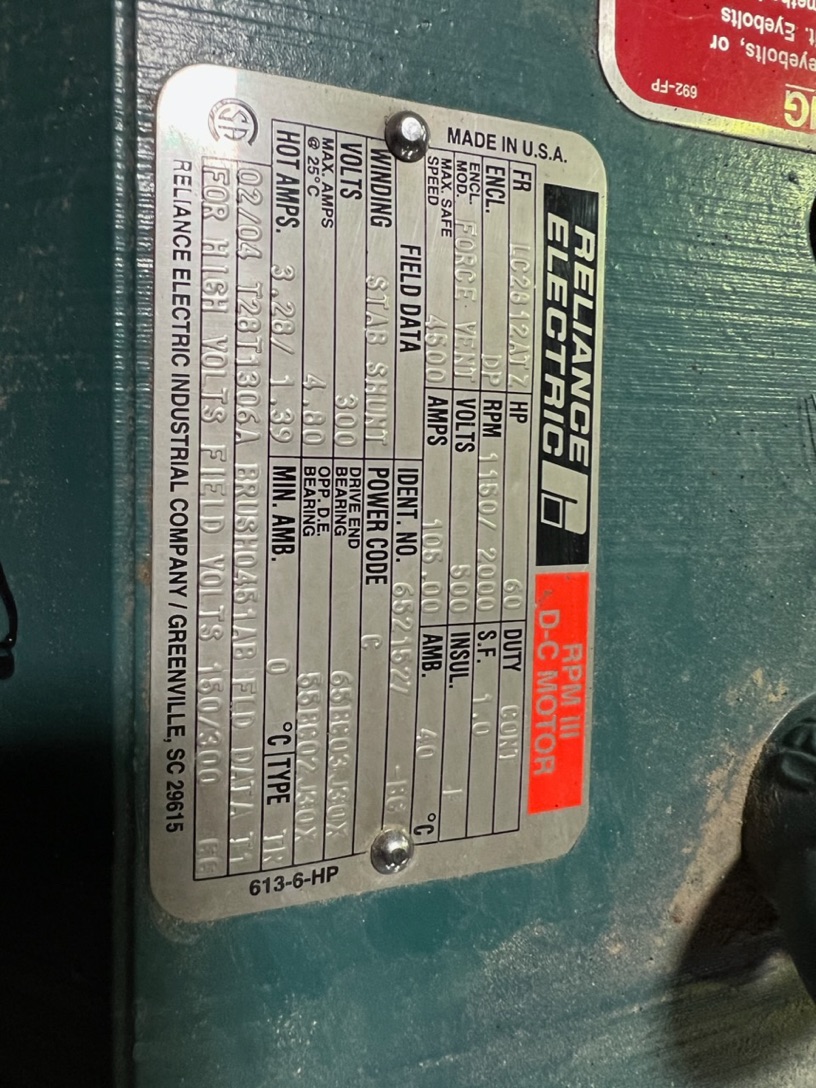 RELIANCE
ELECTRIC
RPM III
D-C MOTOR
MADE IN U.S.A.
FR LC2812ATZ HP 60 DUTY CONT
ENCL. DP RPM 1150/ 2000 S.F. 1.0
ENCL. MOD. FORCE VENT VOLTS 500 INSUL.
MAX. SAFE SPEED 4500 AMPS 105.00 AMB. 40 °C
FIELD DATA IDENT. NO. 6521527
WINDING STAB SHUNT POWER CODE C
VOLTS 300 DRIVE END BEARING 65BC03J30X
MAX. AMPS @ 25°C 4.80 OPP. D.E. BEARING 55BC02J30X
HOT AMPS. 3.28/ 1.39 MIN. AMB. 0 °C TYPE
02/04 T28T1306A BRUSH0451AB FLD DATA
FOR HIGH VOLTS FIELD VOLTS 150/300
RELIANCE ELECTRIC INDUSTRIAL COMPANY / GREENVILLE, SC 29615
613-6-HP
Eyebolts
eyebolts, or
692-FP